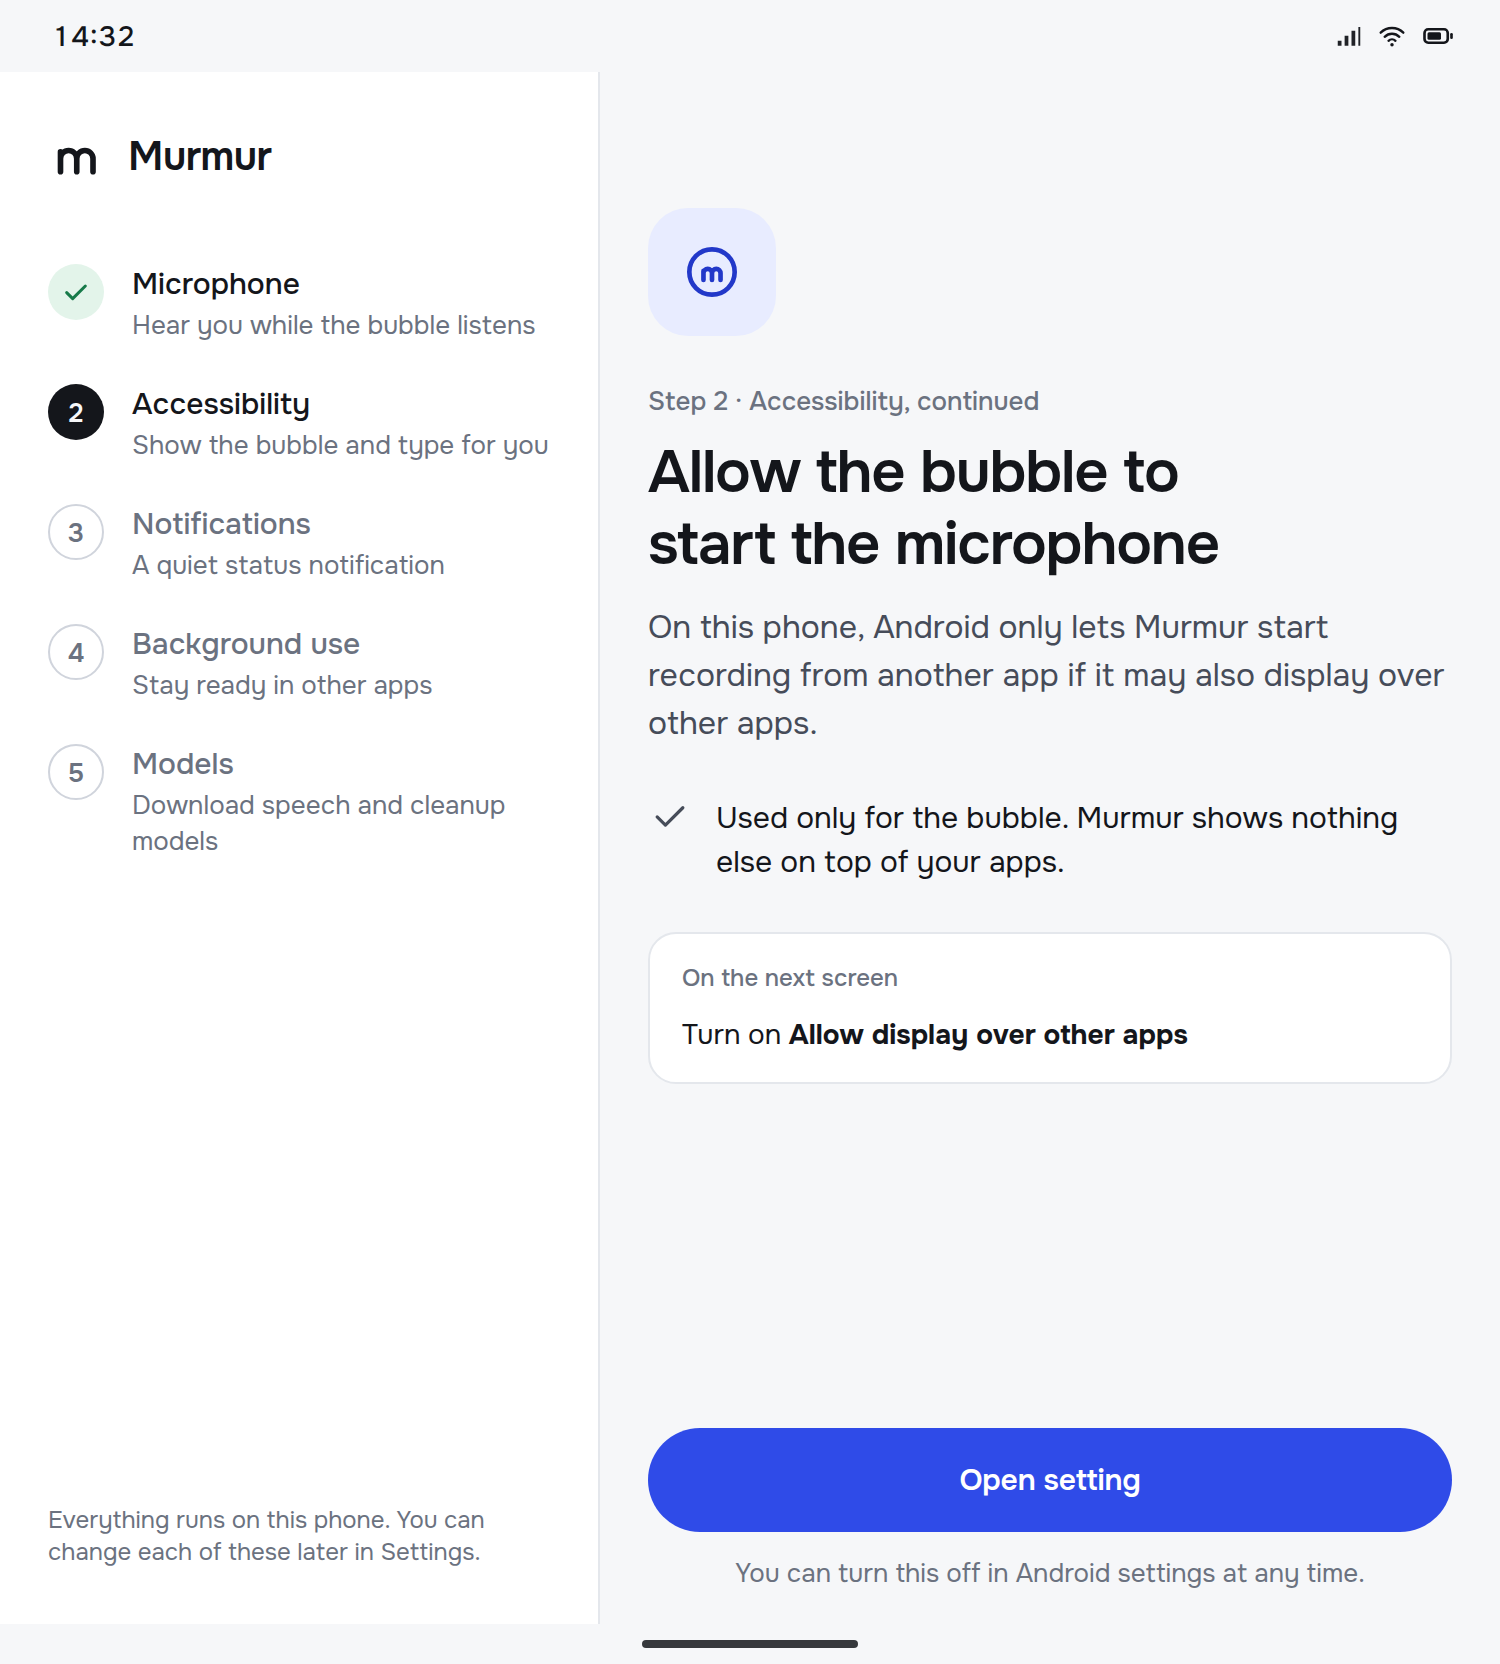 14:32
m Murmur
Microphone
Hear you while the bubble listens
2
Accessibility
Show the bubble and type for you
3
Notifications
A quiet status notification
4
Background use
Stay ready in other apps
5
Models
Download speech and cleanup
models
Everything runs on this phone. You can
change each of these later in Settings.
m
Step 2 · Accessibility, continued
Allow the bubble to
start the microphone
On this phone, Android only lets Murmur start
recording from another app if it may also display over
other apps.
Used only for the bubble. Murmur shows nothing
else on top of your apps.
On the next screen
Turn on Allow display over other apps
Open setting
You can turn this off in Android settings at any time.